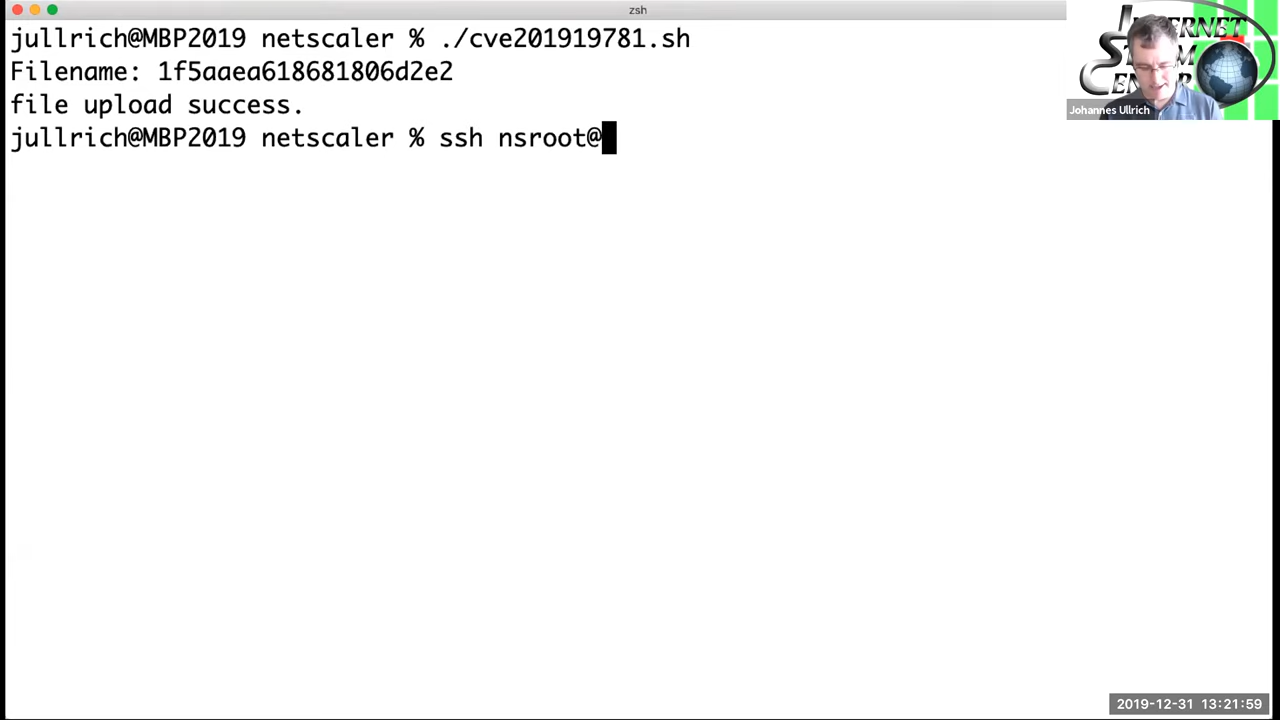 zsh
jullrich@MBP2019 netscaler % ./cve201919781.sh
Filename: 1f5aaea618681806d2e2
file upload success.
jullrich@MBP2019 netscaler % ssh nsroot@
Johannes Ullrich
2019-12-31 13:21:59